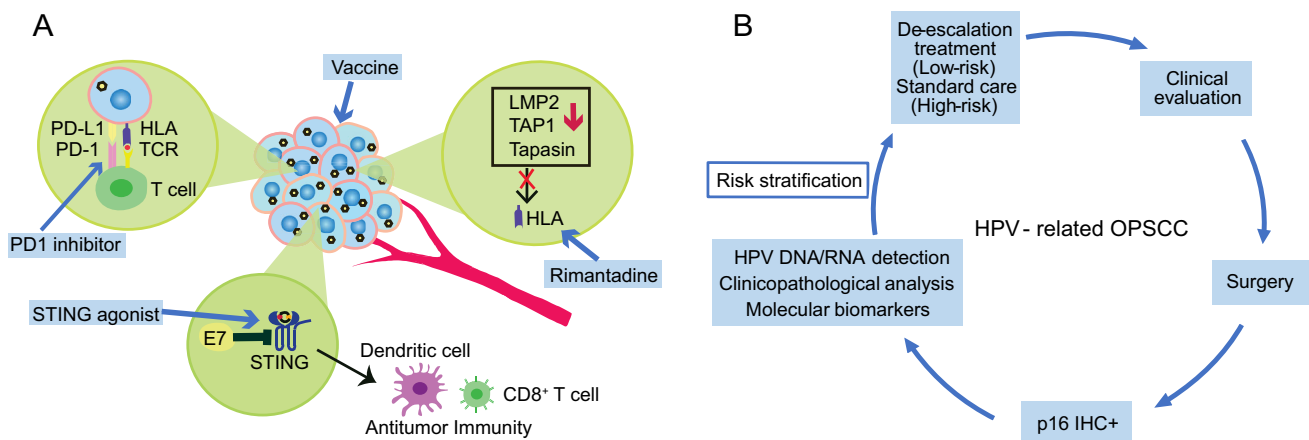 A
Vaccine
PD-L1
HLA
PD-1
TCR
T cell
PD1 inhibitor
LMP2
TAP1
Tapasin
HLA
Rimantadine
STING agonist
E7
STING
Dendritic cell
CD8⁺ T cell
Antitumor Immunity
B
De-escalation
treatment
(Low-risk)
Standard care
(High-risk)
Clinical
evaluation
Risk stratification
HPV - related OPSCC
HPV DNA/RNA detection
Clinicopathological analysis
Molecular biomarkers
Surgery
p16 IHC+